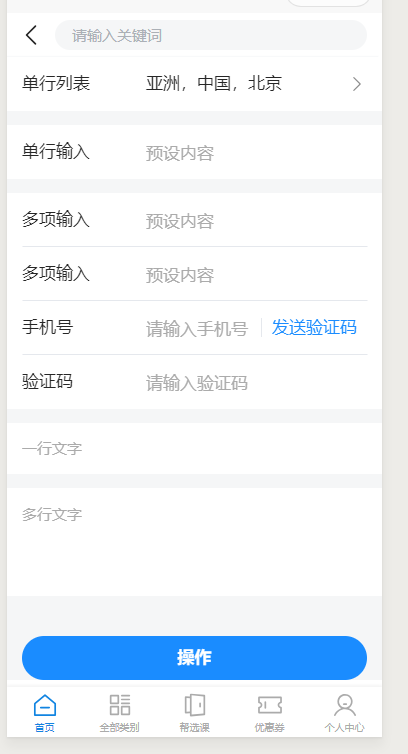 请输入关键词
单行列表 亚洲，中国，北京
单行输入 预设内容
多项输入 预设内容
多项输入 预设内容
手机号 请输入手机号 发送验证码
验证码 请输入验证码
一行文字
多行文字
操作
首页 全部类别 帮选课 优惠券 个人中心